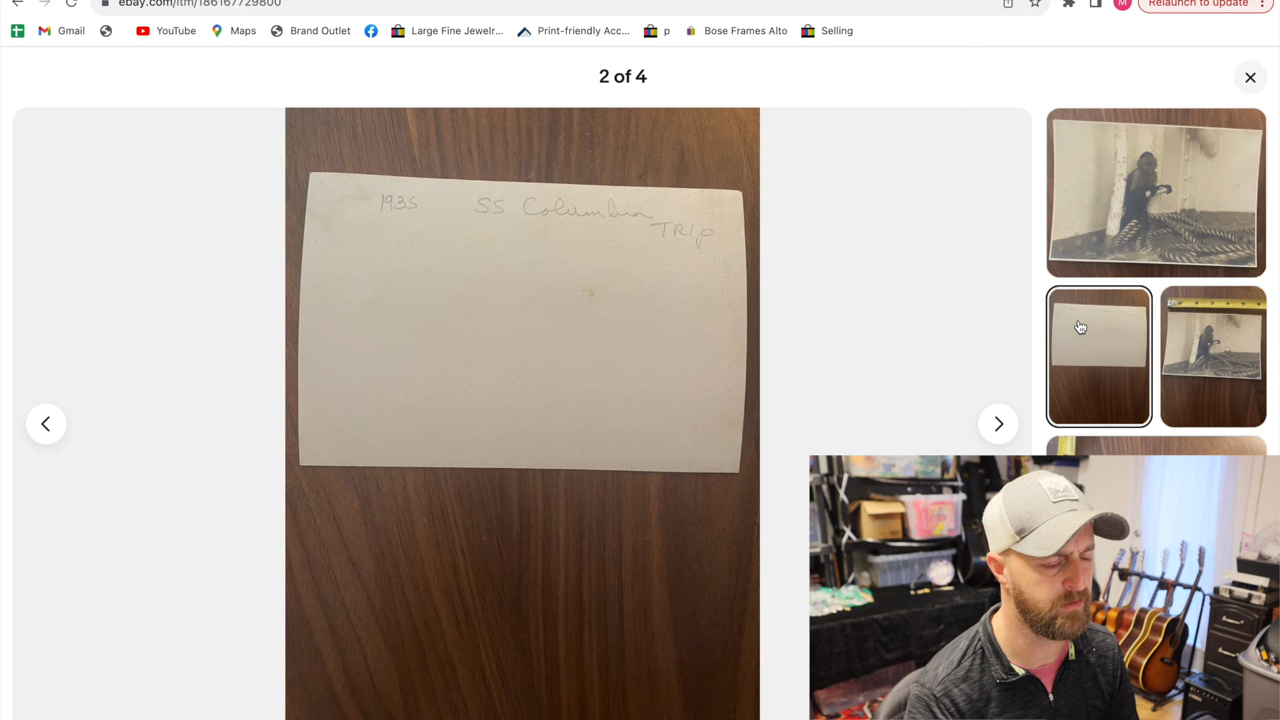 ebay.com/itm/186167729800
Relaunch to update
Gmail
YouTube
Maps
Brand Outlet
Large Fine Jewelr...
Print-friendly Acc...
p
Bose Frames Alto
Selling
2 of 4
1935 SS Columbia
TRIP